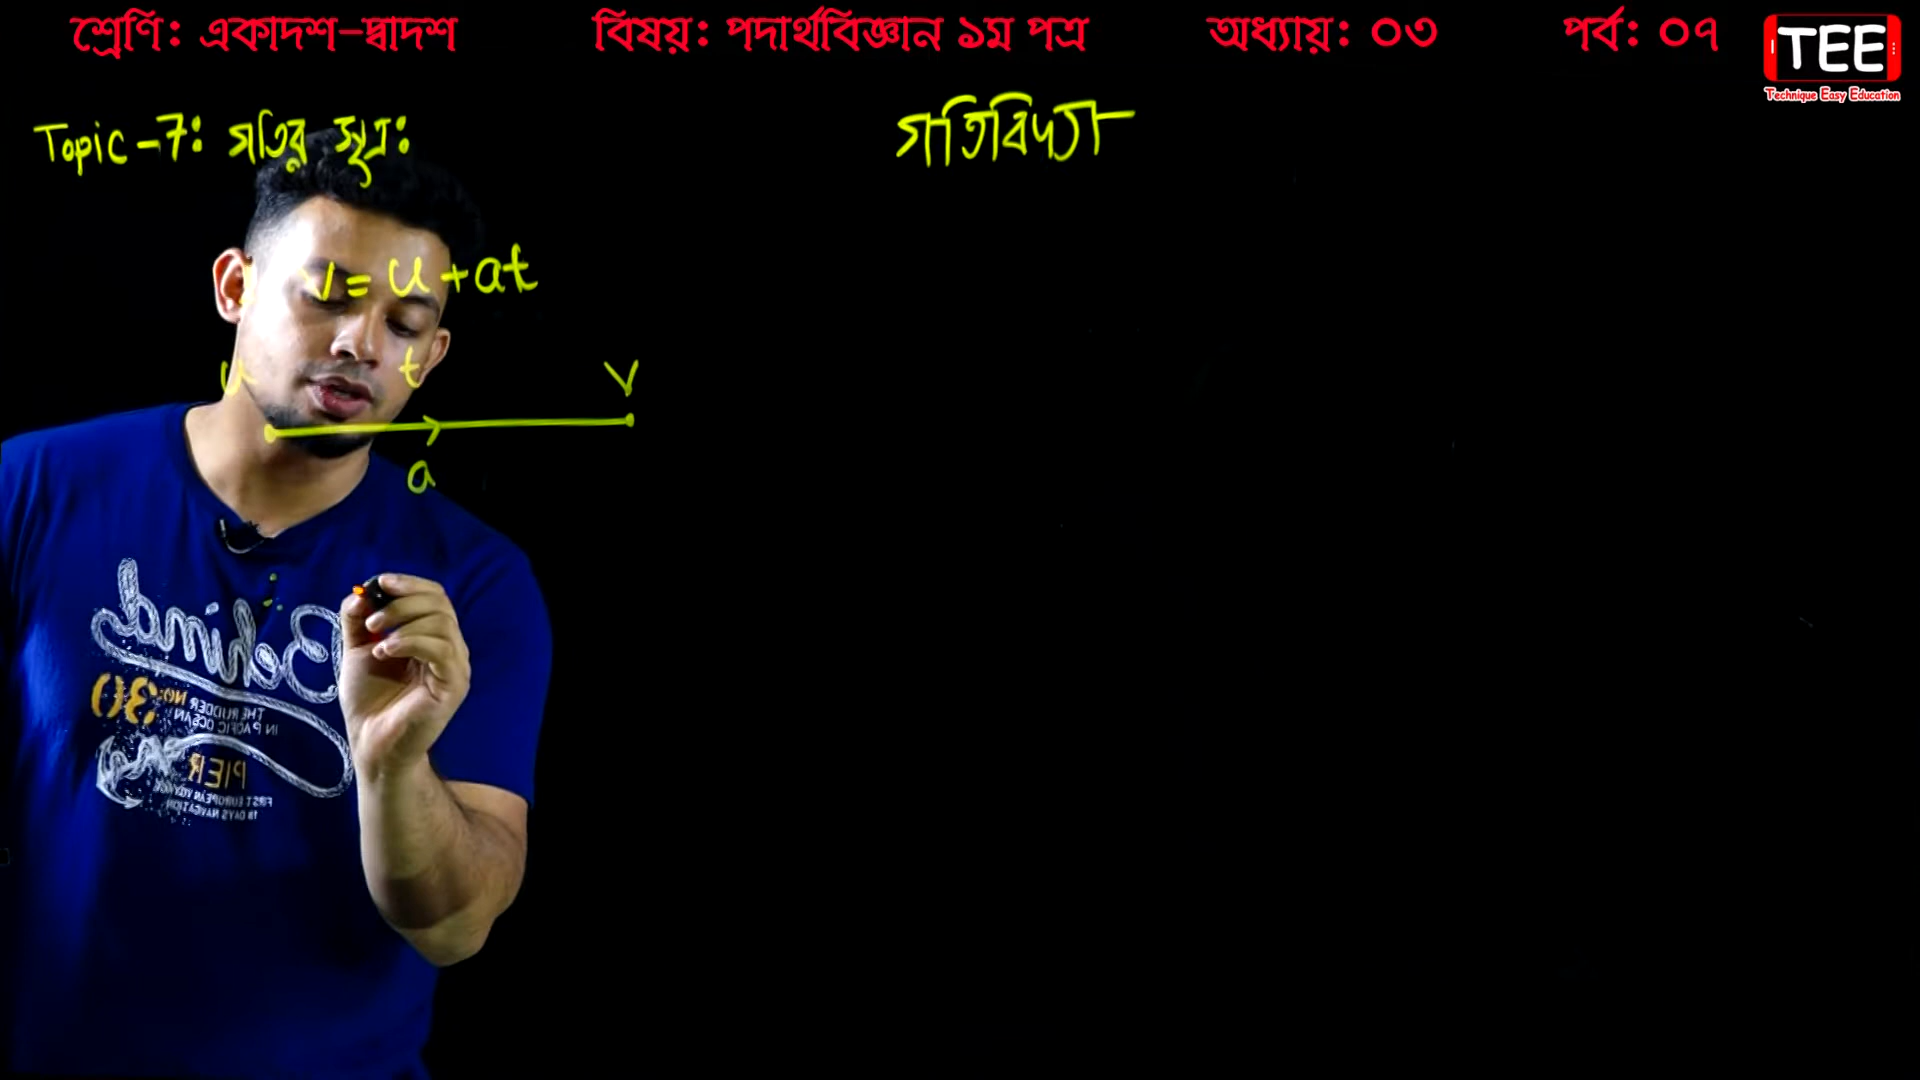 শ্রেণি: একাদশ-দ্বাদশ বিষয়: পদার্থবিজ্ঞান ১ম পত্র অধ্যায়: ০৩ পর্ব: ০৭
TEE
Technique Easy Education
গতিবিদ্যা
Topic-7: গতির সূত্র:
v = u + at
u t v
a
Behind
THE RUDDER NO:
IN PACIFIC OCEAN
30
PIER
FIRST EUROPEAN
18 DAYS NAVIGATION